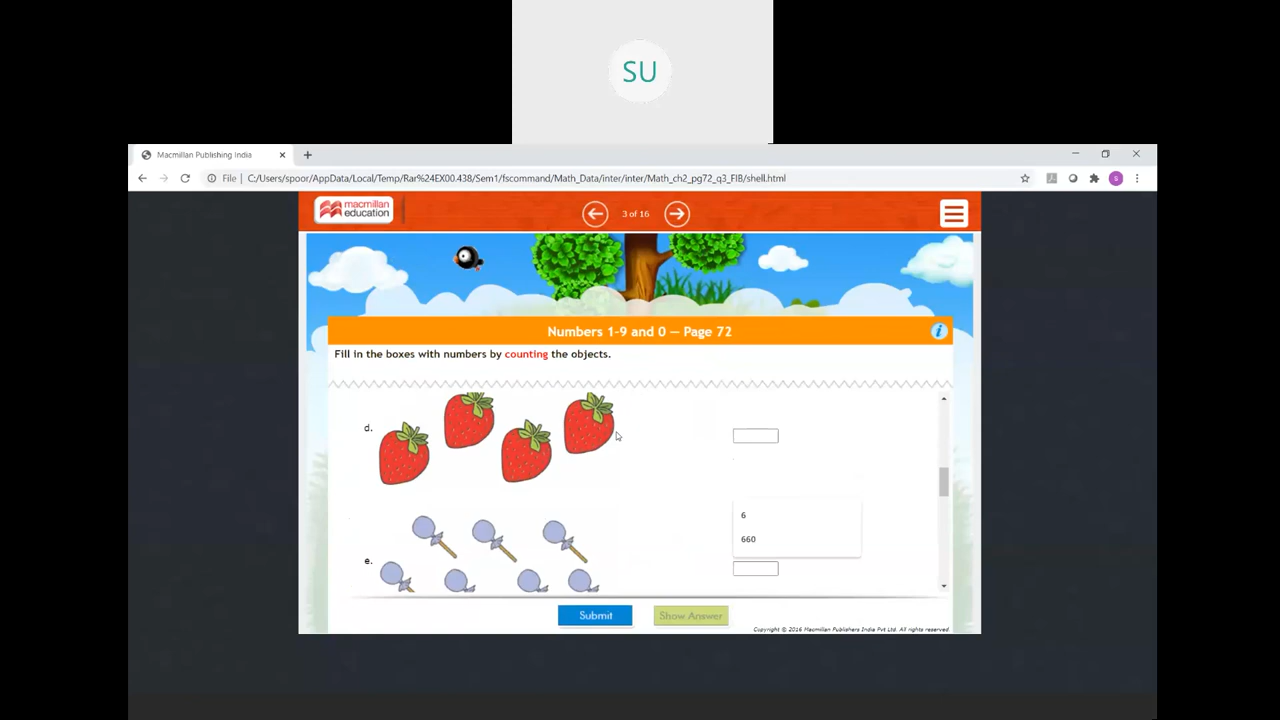 SU
Macmillan Publishing India
File | C:/Users/spoor/AppData/Local/Temp/Rar%24EX00.438/Sem1/fscommand/Math_Data/inter/inter/Math_ch2_pg72_q3_FIB/shell.html
s
macmillan
education
3 of 16
Numbers 1-9 and 0 — Page 72
i
Fill in the boxes with numbers by counting the objects.
d.
6
660
e.
Submit
Show Answer
Copyright © 2016 Macmillan Publishers India Pvt Ltd. All rights reserved.